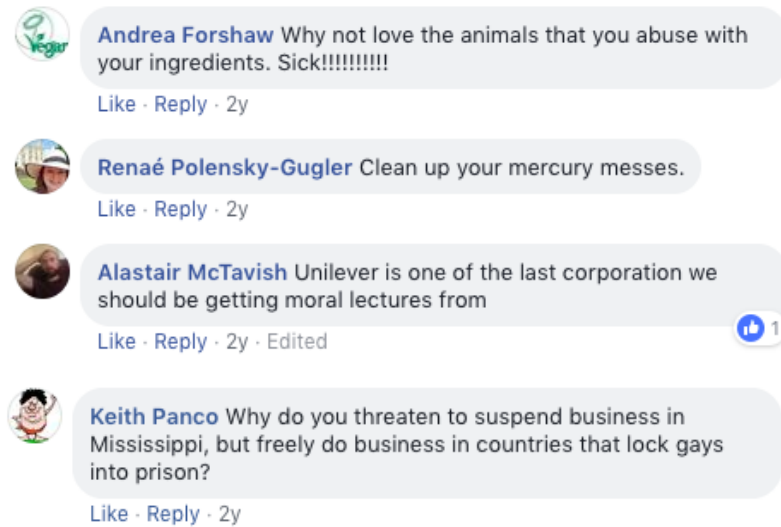 Vegan
Andrea Forshaw Why not love the animals that you abuse with
your ingredients. Sick!!!!!!!!!!
Like · Reply · 2y
Renaé Polensky-Gugler Clean up your mercury messes.
Like · Reply · 2y
Alastair McTavish Unilever is one of the last corporation we
should be getting moral lectures from
1
Like · Reply · 2y · Edited
Keith Panco Why do you threaten to suspend business in
Mississippi, but freely do business in countries that lock gays
into prison?
Like · Reply · 2y